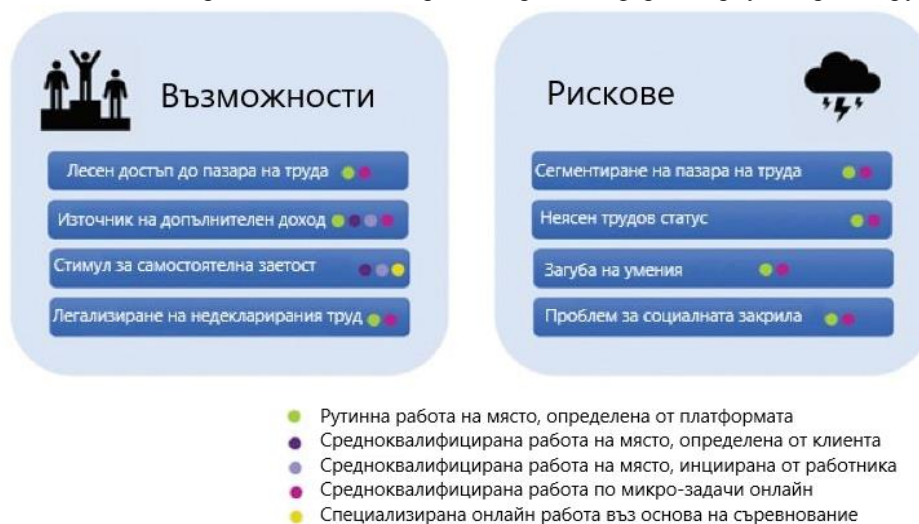 Възможности
Лесен достъп до пазара на труда
Източник на допълнителен доход
Стимул за самостоятелна заетост
Легализиране на недекларирания труд
Рискове
Сегментиране на пазара на труда
Неясен трудов статус
Загуба на умения
Проблем за социалната закрила
Рутинна работа на място, определена от платформата
Средноквалифицирана работа на място, определена от клиента
Средноквалифицирана работа на място, инциирана от работника
Средноквалифицирана работа по микро-задачи онлайн
Специализирана онлайн работа въз основа на съревнование